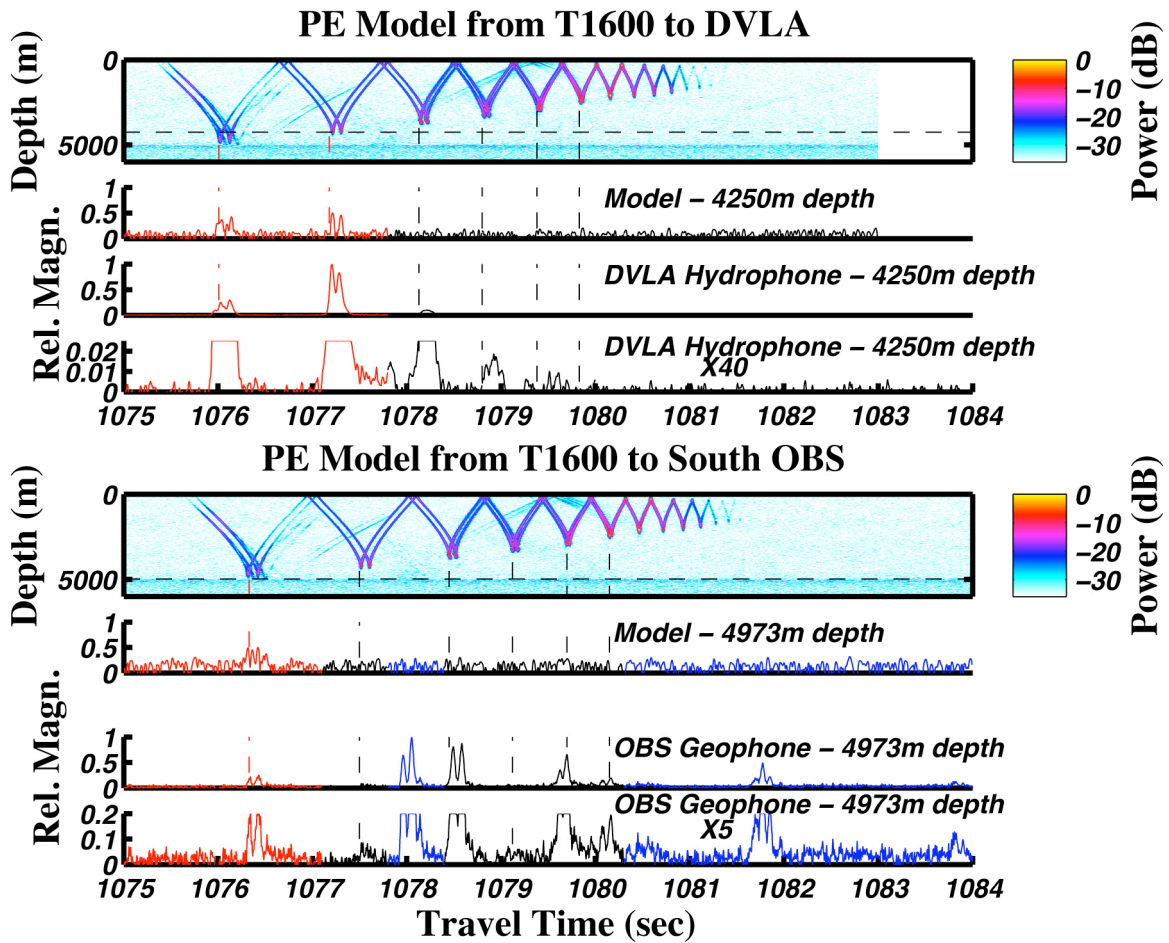 PE Model from T1600 to DVLA
Depth (m)
0
5000
0
−10
−20
−30
Power (dB)
Rel. Magn.
1
0.5
0
Model − 4250m depth
1
0.5
0
DVLA Hydrophone − 4250m depth
0.02
0.01
0
DVLA Hydrophone − 4250m depth
X40
1075 1076 1077 1078 1079 1080 1081 1082 1083 1084
PE Model from T1600 to South OBS
Depth (m)
0
5000
0
−10
−20
−30
Power (dB)
Rel. Magn.
1
0.5
0
Model − 4973m depth
1
0.5
0
OBS Geophone − 4973m depth
0.2
0.1
0
OBS Geophone − 4973m depth
X5
1075 1076 1077 1078 1079 1080 1081 1082 1083 1084
Travel Time (sec)